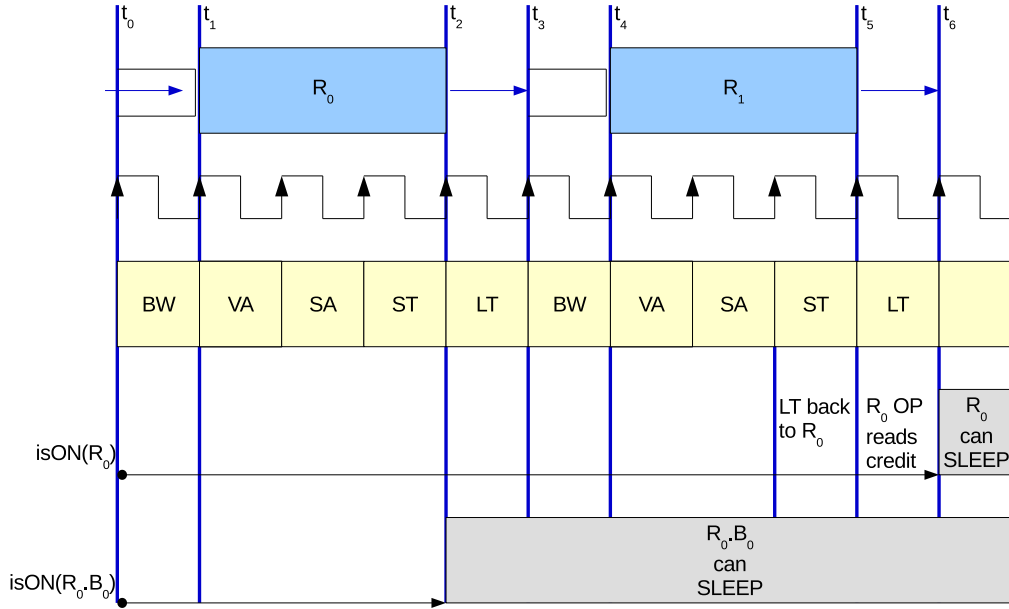 t₀ t₁ t₂ t₃ t₄ t₅ t₆
R₀ R₁
BW VA SA ST LT BW VA SA ST LT
LT back
to R₀
R₀ OP
reads
credit
R₀
can
SLEEP
isON(R₀)
R₀.B₀
can
SLEEP
isON(R₀.B₀)